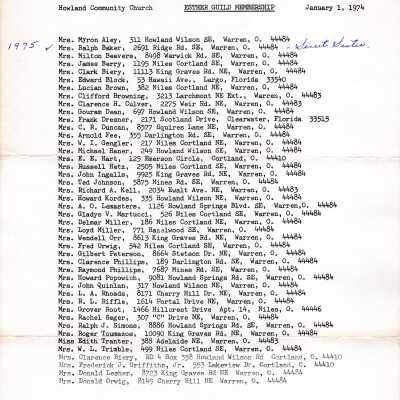 Howland Community Church ESTHER GUILD MEMBERSHIP January 1, 1974
1975 ✓ Secret Sister
Mrs. Myron Aley, 311 Howland Wilson SE, Warren, O. 44484
Mrs. Ralph Baker, 2691 Ridge Rd. SE, Warren, O. 44484
Mrs. Milton Beavers, 8498 Warwick Rd. SE, Warren, O. 44484
Mrs. James Berry, 1195 Niles Cortland SE, Warren, O. 44484
Mrs. Clark Biery, 11113 King Graves Rd. NE, Warren, O. 44484
Mrs. Edward Block, 53 Hawaii Ave., Largo, Florida 33540
Mrs. Lucian Brown, 382 Niles Cortland NE, Warren, O. 44484
Mrs. Clifford Browning, 3213 Larchmont NE Ext., Warren, O. 44483
Mrs. Clarence H. Culver, 2275 Weir Rd. NE, Warren, O. 44483
Mrs. Gouram Dean, 697 Howland Wilson SE, Warren, O. 44484
Mrs. Frank Dresner, 2171 Scotland Drive, Clearwater, Florida 33515
Mrs. C. R. Duncan, 8577 Squires Lane NE, Warren, O. 44484
Mrs. Arnold Fee, 355 Darlington Rd. SE, Warren, O. 44484
Mrs. W. I. Gengler, 217 Niles Cortland NE, Warren, O. 44484
Mrs. Michael Haner, 249 Howland Wilson NE, Warren, O. 44484
Mrs. E. K. Hart, 125 Emerson Circle, Cortland, O. 44410
Mrs. Russell Hetz, 2505 Niles Cortland NE, Warren, O. 44484
Mrs. John Ingalls, 9925 King Graves Rd. NE, Warren, O. 44484
Mrs. Ted Johnson, 5875 Mines Rd. SE, Warren, O. 44484
Mrs. Richard A. Kell, 2034 Ewalt Ave. NE, Warren, O. 44483
Mrs. Howard Kordes, 335 Howland Wilson NE, Warren, O. 44484
Mrs. A. O. Lemasters, 1126 Howland Springs Blvd. SE, Warren,O. 44484
Mrs. Gladys V. Martucci, 526 Niles Cortland SE, Warren, O. 44484
Mrs. Delmar Miller, 186 Niles Cortland NE, Warren, O. 44484
Mrs. Loyd Miller, 771 Hazelwood SE, Warren, O. 44484
Mrs. Wendell Orr, 8613 King Graves Rd. NE, Warren, O. 44484
Mrs. Fred Orwig, 542 Niles Cortland SE, Warren, O. 44484
Mrs. Gilbert Peterson, 8664 Stetson Dr. NE, Warren, O. 44484
Mrs. Clarence Phillips, 189 Darlington Rd. SE, Warren, O. 44484
Mrs. Raymond Phillips, 7687 Mines Rd. SE, Warren, O. 44484
Mrs. Howard Popowich, 9081 Howland Springs Rd. SE, Warren, O. 44484
Mrs. John Quinlan, 317 Howland Wilson NE, Warren, O. 44484
Mrs. L. A. Rhoads, 8171 Cherry Hill Dr. NE, Warren, O. 44484
Mrs. R. L. Riffle, 1614 Portal Drive NE, Warren, O. 44484
Mrs. Grover Root, 1466 Hillcrest Drive Apt. 14, Niles, O. 44446
Mrs. Rachel Sager, 307 "C" Drive NE, Warren, O. 44484
Mrs. Ralph J. Simons, 8886 Howland Springs Rd. SE, Warren, O. 44484
Mrs. Roger Toussance, 10090 King Graves Rd. NE, Warren, O. 44484
Miss Edith Tranter, 388 Adelaide NE, Warren, O. 44483
Mrs. W. L. Trimble, 499 Niles Cortland SE, Warren, O. 44484
Mrs. Clarence Biery, RD 4 Box 358 Howland Wilson Rd Cortland, O. 44410
Mrs. Frederick J. Griffiths, Jr. 553 Lakeview Dr. Cortland, O. 44410
Mrs. Donald Lesher, 8723 King Graves Rd NE, Warren, O. 44484
Mrs. Donald Orwig, 8149 Cherry Hill NE Warren, O. 44484